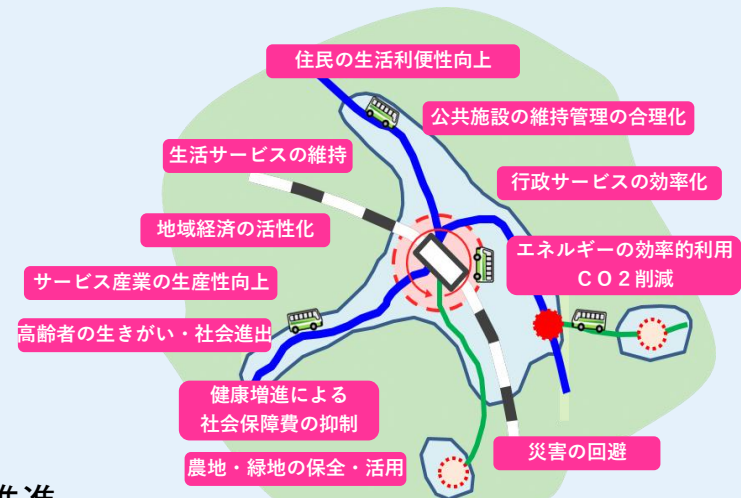 住民の生活利便性向上
公共施設の維持管理の合理化
生活サービスの維持
行政サービスの効率化
地域経済の活性化
エネルギーの効率的利用
ＣＯ２削減
サービス産業の生産性向上
高齢者の生きがい・社会進出
健康増進による
社会保障費の抑制
災害の回避
農地・緑地の保全・活用